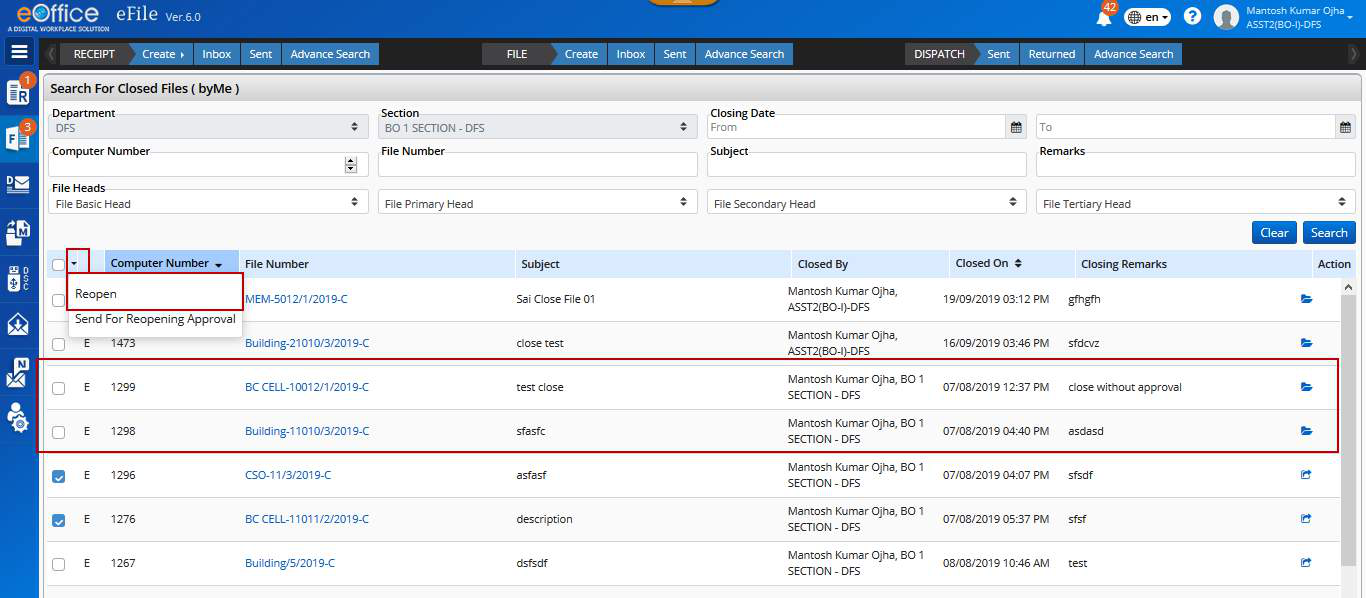 eOffice eFile Ver.6.0
A DIGITAL WORKPLACE SOLUTION
42
en
?
Mantosh Kumar Ojha
ASST2(BO-I)-DFS
RECEIPT Create Inbox Sent Advance Search FILE Create Inbox Sent Advance Search DISPATCH Sent Returned Advance Search
1
R
3
F
D
M
DSC
N
Search For Closed Files ( byMe )
Department Section Closing Date
DFS BO 1 SECTION - DFS From To
Computer Number File Number Subject Remarks
File Heads
File Basic Head File Primary Head File Secondary Head File Tertiary Head
Clear Search
Computer Number File Number Subject Closed By Closed On Closing Remarks Action
Reopen
Send For Reopening Approval
MEM-5012/1/2019-C Sai Close File 01 Mantosh Kumar Ojha, ASST2(BO-I)-DFS 19/09/2019 03:12 PM gfhgfh
E 1473 Building-21010/3/2019-C close test Mantosh Kumar Ojha, ASST2(BO-I)-DFS 16/09/2019 03:46 PM sfdcvz
E 1299 BC CELL-10012/1/2019-C test close Mantosh Kumar Ojha, BO 1 SECTION - DFS 07/08/2019 12:37 PM close without approval
E 1298 Building-11010/3/2019-C sfasfc Mantosh Kumar Ojha, BO 1 SECTION - DFS 07/08/2019 04:40 PM asdasd
E 1296 CSO-11/3/2019-C asfasf Mantosh Kumar Ojha, BO 1 SECTION - DFS 07/08/2019 04:07 PM sfsdf
E 1276 BC CELL-11011/2/2019-C description Mantosh Kumar Ojha, BO 1 SECTION - DFS 07/08/2019 05:37 PM sfsf
E 1267 Building/5/2019-C dsfsdf Mantosh Kumar Ojha, BO 1 SECTION - DFS 08/08/2019 10:46 AM test